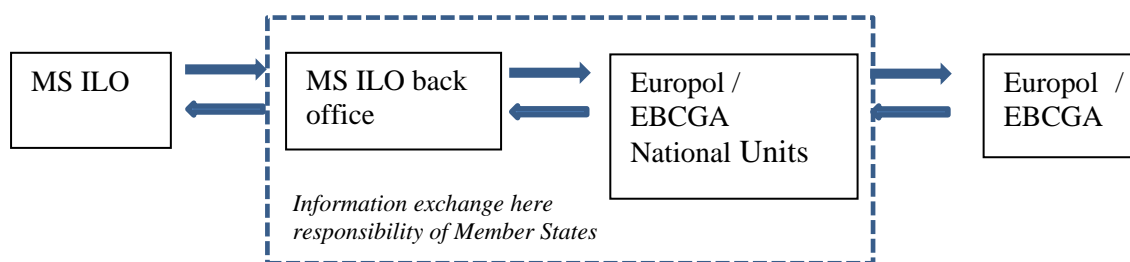 MS ILO
MS ILO back
office
Europol /
EBCGA
National Units
Europol /
EBCGA
Information exchange here
responsibility of Member States